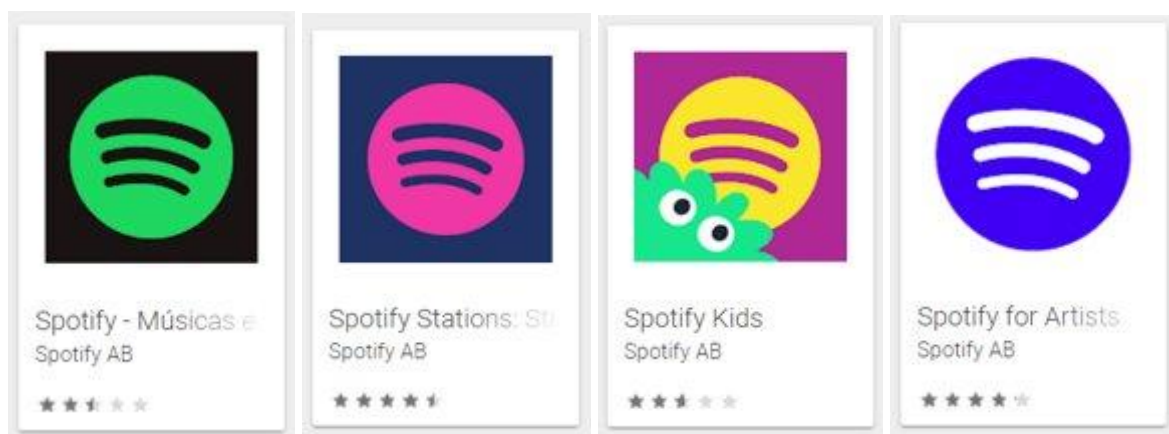 Spotify - Músicas e
Spotify AB
Spotify Stations: St
Spotify AB
Spotify Kids
Spotify AB
Spotify for Artists
Spotify AB